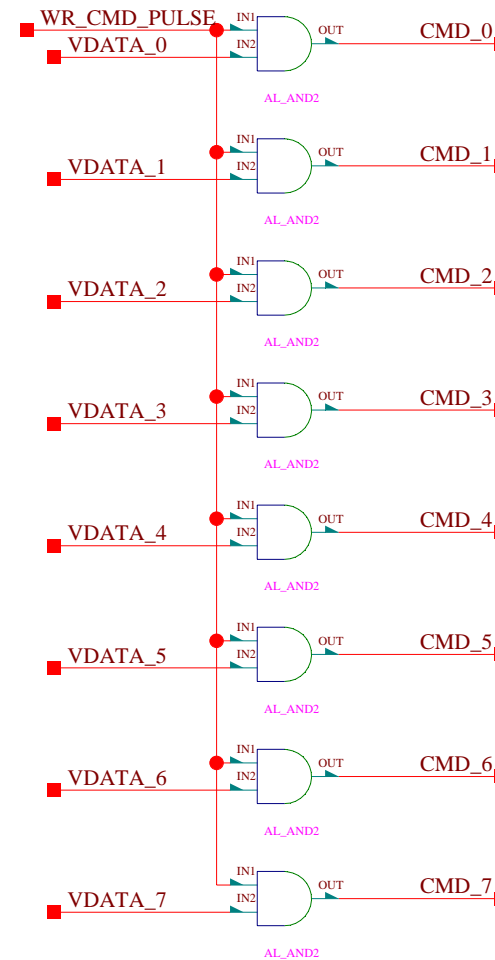 WR_CMD_PULSE IN1 OUT CMD_0
VDATA_0 IN2
AL_AND2
IN1 OUT CMD_1
VDATA_1 IN2
AL_AND2
IN1 OUT CMD_2
VDATA_2 IN2
AL_AND2
IN1 OUT CMD_3
VDATA_3 IN2
AL_AND2
IN1 OUT CMD_4
VDATA_4 IN2
AL_AND2
IN1 OUT CMD_5
VDATA_5 IN2
AL_AND2
IN1 OUT CMD_6
VDATA_6 IN2
AL_AND2
IN1 OUT CMD_7
VDATA_7 IN2
AL_AND2